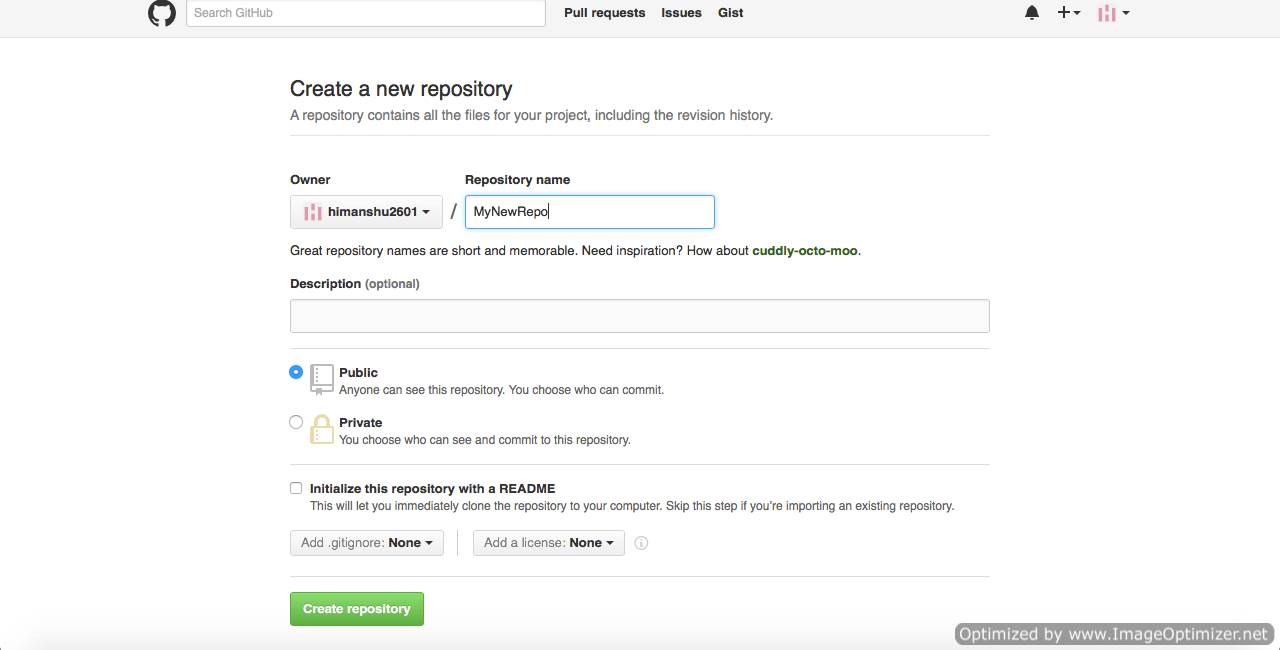 Search GitHub Pull requests Issues Gist
Create a new repository
A repository contains all the files for your project, including the revision history.
Owner Repository name
himanshu2601 / MyNewRepo
Great repository names are short and memorable. Need inspiration? How about cuddly-octo-moo.
Description (optional)
Public
Anyone can see this repository. You choose who can commit.
Private
You choose who can see and commit to this repository.
Initialize this repository with a README
This will let you immediately clone the repository to your computer. Skip this step if you're importing an existing repository.
Add .gitignore: None Add a license: None
Create repository
Optimized by www.ImageOptimizer.net